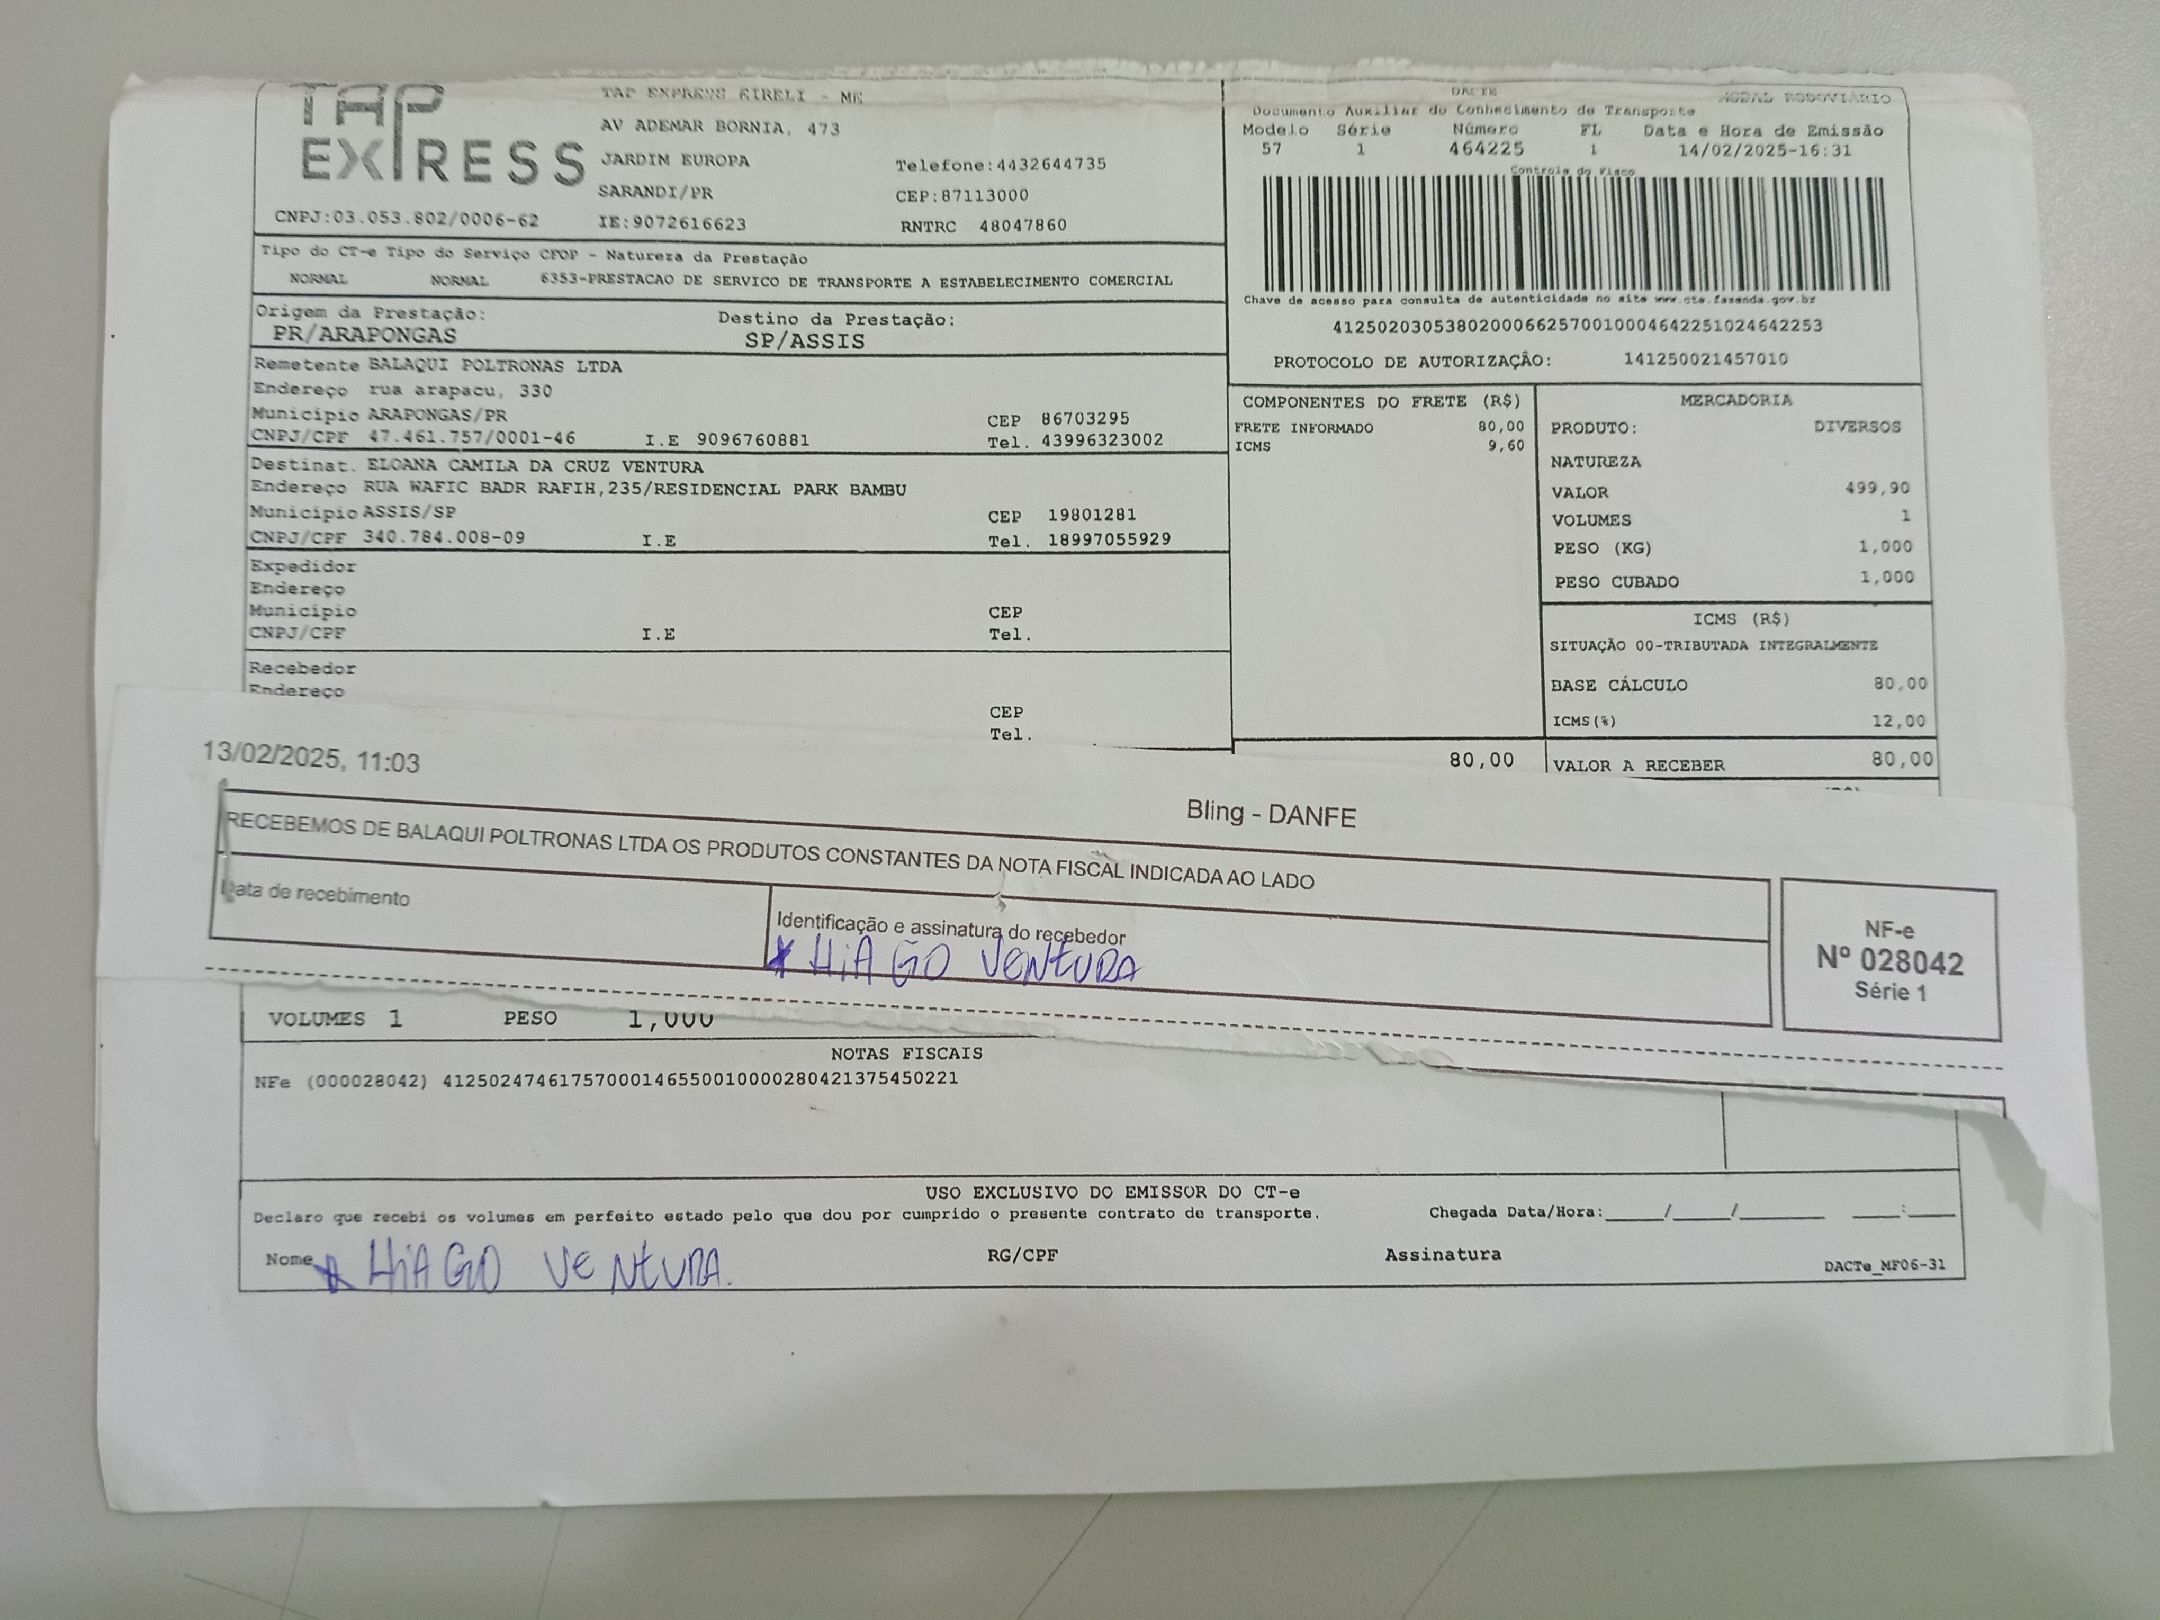 TAP EXPRESS
TAP EXPRESS EIRELI - ME
AV ADEMAR BORNIA, 473
JARDIM EUROPA Telefone:4432644735
SARANDI/PR CEP:87113000
CNPJ:03.053.802/0006-62 IE:9072616623 RNTRC 48047860
DACTE MODAL RODOVIÁRIO
Documento Auxiliar do Conhecimento de Transporte
Modelo Série Número FL Data e Hora de Emissão
57 1 464225 1 14/02/2025-16:31
Controle do Fisco
Chave de acesso para consulta de autenticidade no site www.cte.fazenda.gov.br
41250203053802000662570010004642251024642253
PROTOCOLO DE AUTORIZAÇÃO: 141250021457010
Tipo do CT-e Tipo do Serviço CFOP - Natureza da Prestação
NORMAL NORMAL 6353-PRESTACAO DE SERVICO DE TRANSPORTE A ESTABELECIMENTO COMERCIAL
Origem da Prestação: Destino da Prestação:
PR/ARAPONGAS SP/ASSIS
Remetente BALAQUI POLTRONAS LTDA
Endereço rua arapacu, 330
Município ARAPONGAS/PR CEP 86703295
CNPJ/CPF 47.461.757/0001-46 I.E 9096760881 Tel. 43996323002
Destinat. ELOANA CAMILA DA CRUZ VENTURA
Endereço RUA WAFIC BADR RAFIH,235/RESIDENCIAL PARK BAMBU
Município ASSIS/SP CEP 19801281
CNPJ/CPF 340.784.008-09 I.E Tel. 18997055929
Expedidor
Endereço
Município CEP
CNPJ/CPF I.E Tel.
Recebedor
Endereço
CEP
Tel.
COMPONENTES DO FRETE (R$)
FRETE INFORMADO 80,00
ICMS 9,60
80,00
MERCADORIA
PRODUTO: DIVERSOS
NATUREZA
VALOR 499,90
VOLUMES 1
PESO (KG) 1,000
PESO CUBADO 1,000
ICMS (R$)
SITUAÇÃO 00-TRIBUTADA INTEGRALMENTE
BASE CÁLCULO 80,00
ICMS(%) 12,00
VALOR A RECEBER 80,00
13/02/2025, 11:03 Bling - DANFE
RECEBEMOS DE BALAQUI POLTRONAS LTDA OS PRODUTOS CONSTANTES DA NOTA FISCAL INDICADA AO LADO
Data de recebimento Identificação e assinatura do recebedor
HiAGO VENTURA
NF-e
Nº 028042
Série 1
VOLUMES 1 PESO 1,000
NOTAS FISCAIS
NFe (000028042) 41250247461757000146550010000280421375450221
USO EXCLUSIVO DO EMISSOR DO CT-e
Declaro que recebi os volumes em perfeito estado pelo que dou por cumprido o presente contrato de transporte. Chegada Data/Hora:____/____/______ ___:____
Nome HiAGO VENTURA. RG/CPF Assinatura
DACTe_MF06-31